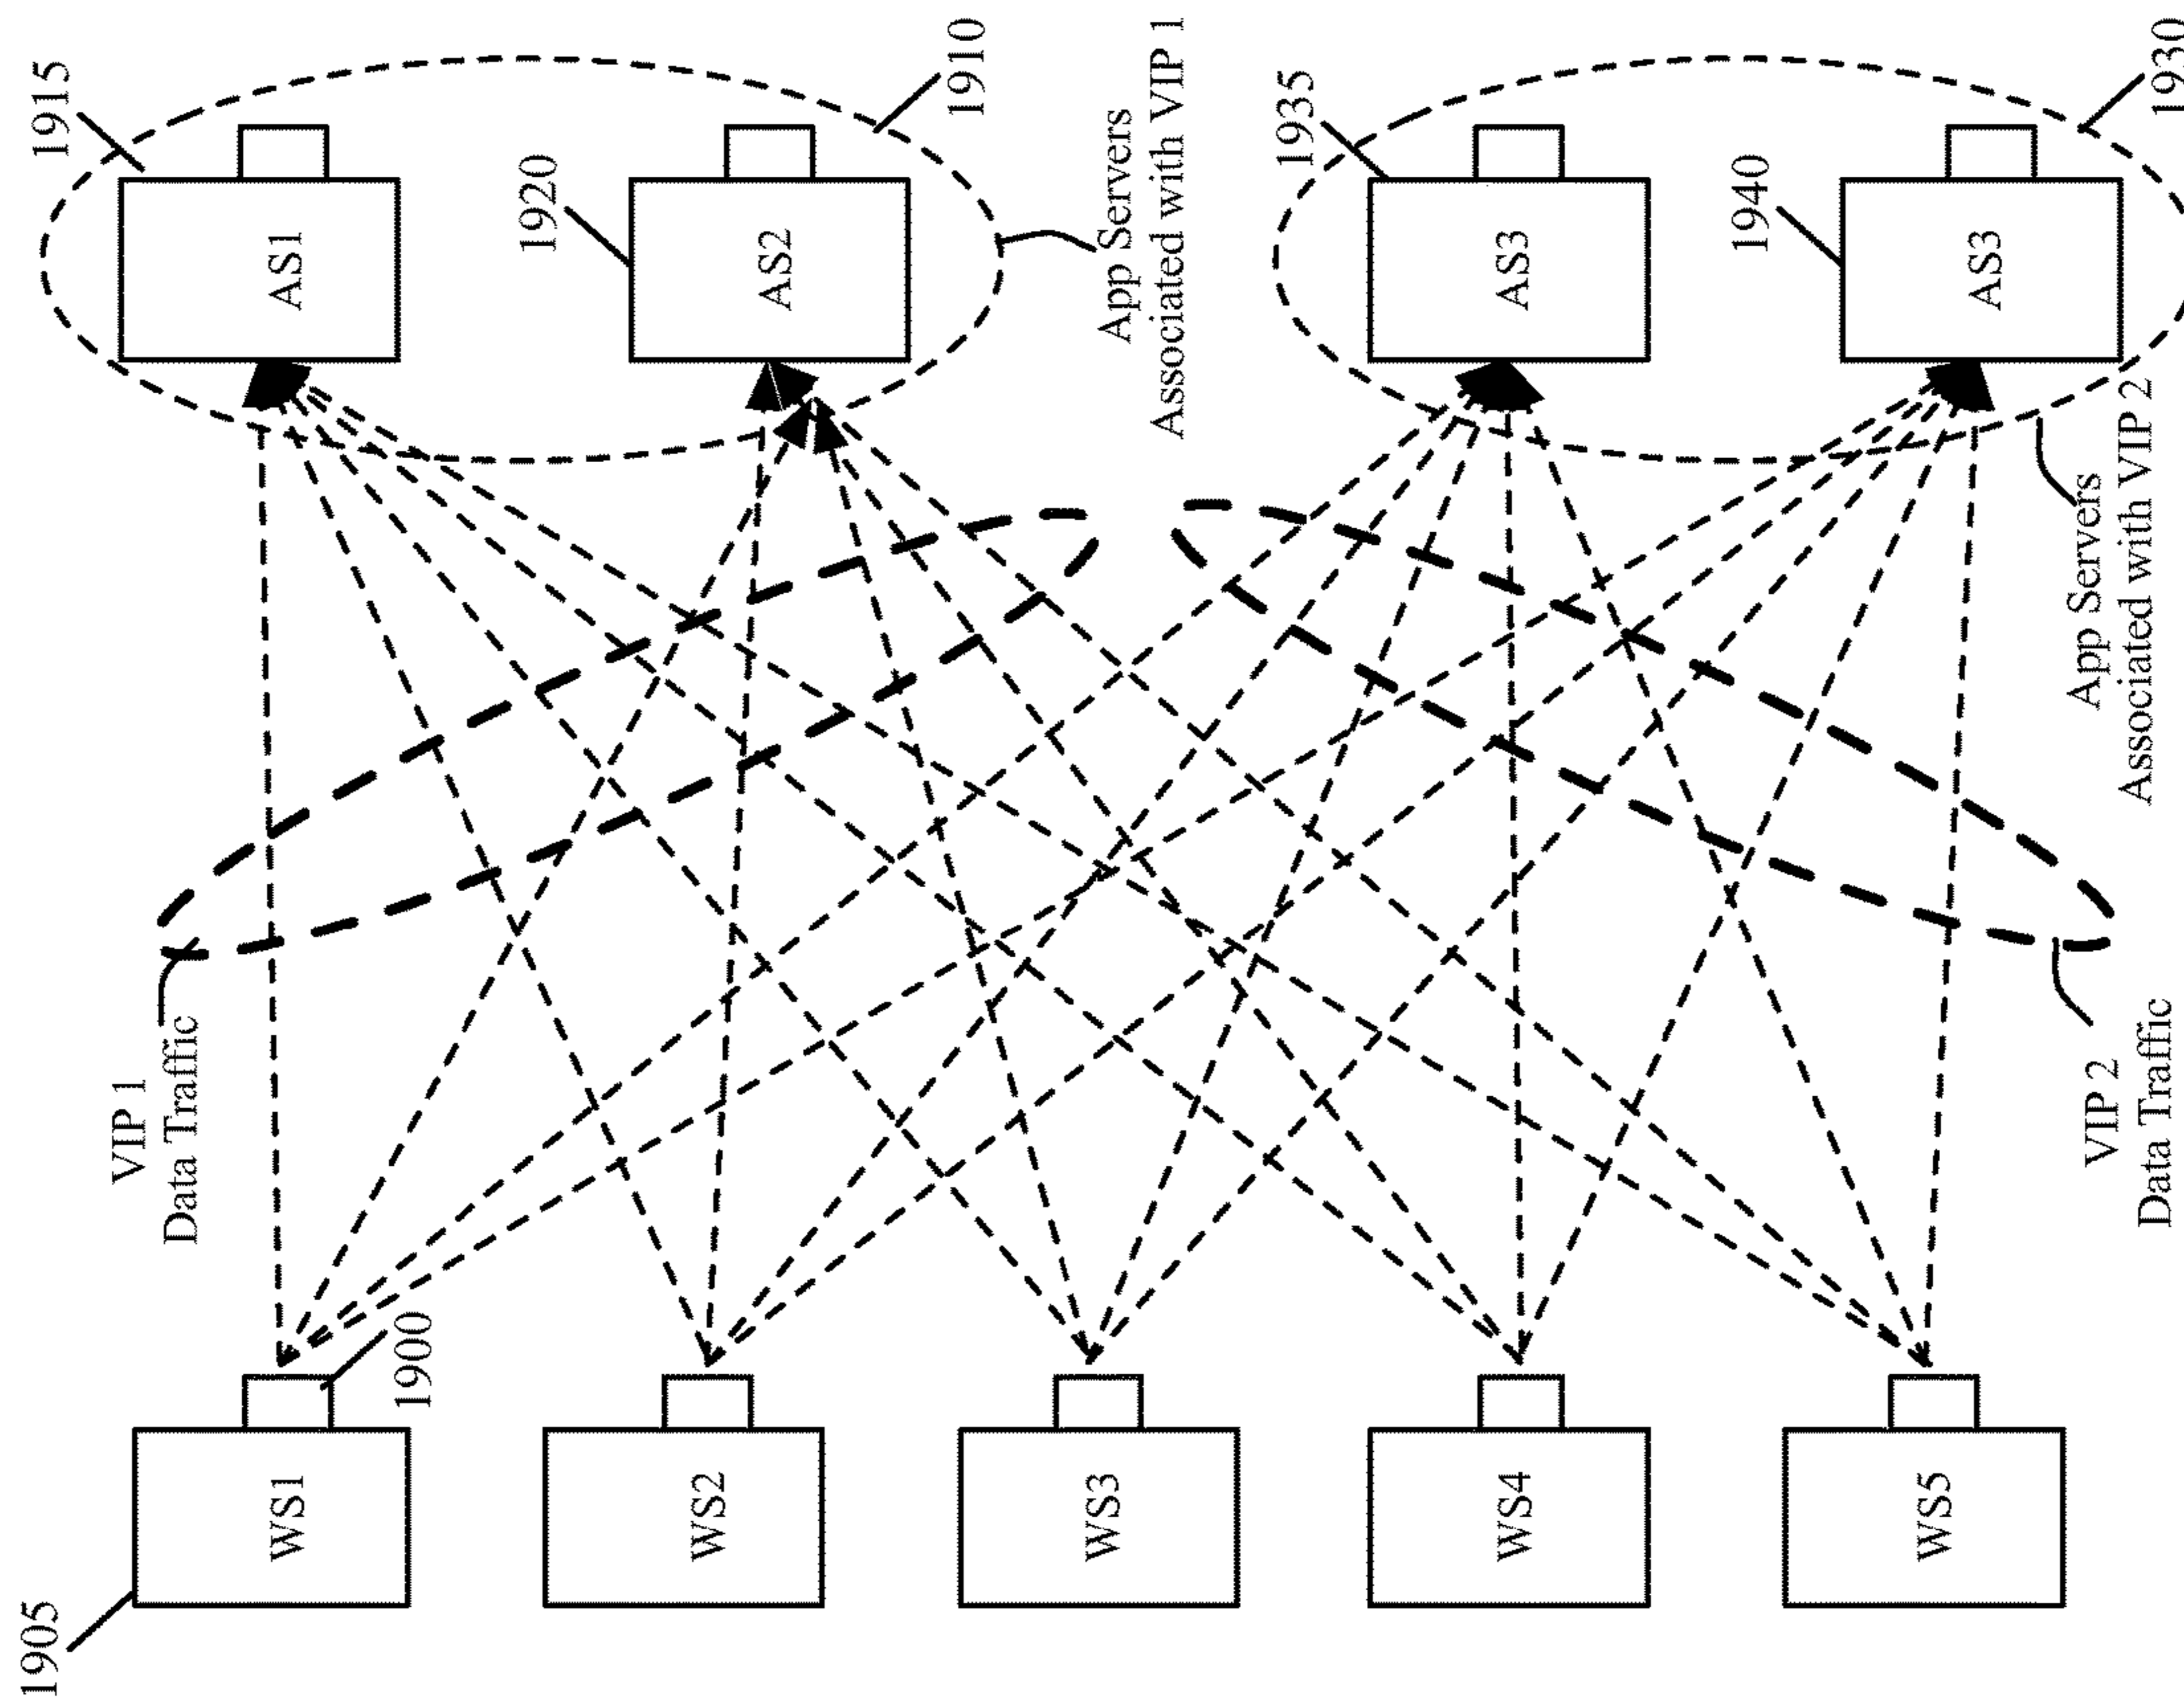 1905
1915
VIP 1
Data Traffic
WS1
AS1
1900
1920
WS2
AS2
1910
WS3
App Servers
Associated with VIP 1
1935
WS4
AS3
1940
WS5
AS3
VIP 2
Data Traffic
App Servers
Associated with VIP 2
1930